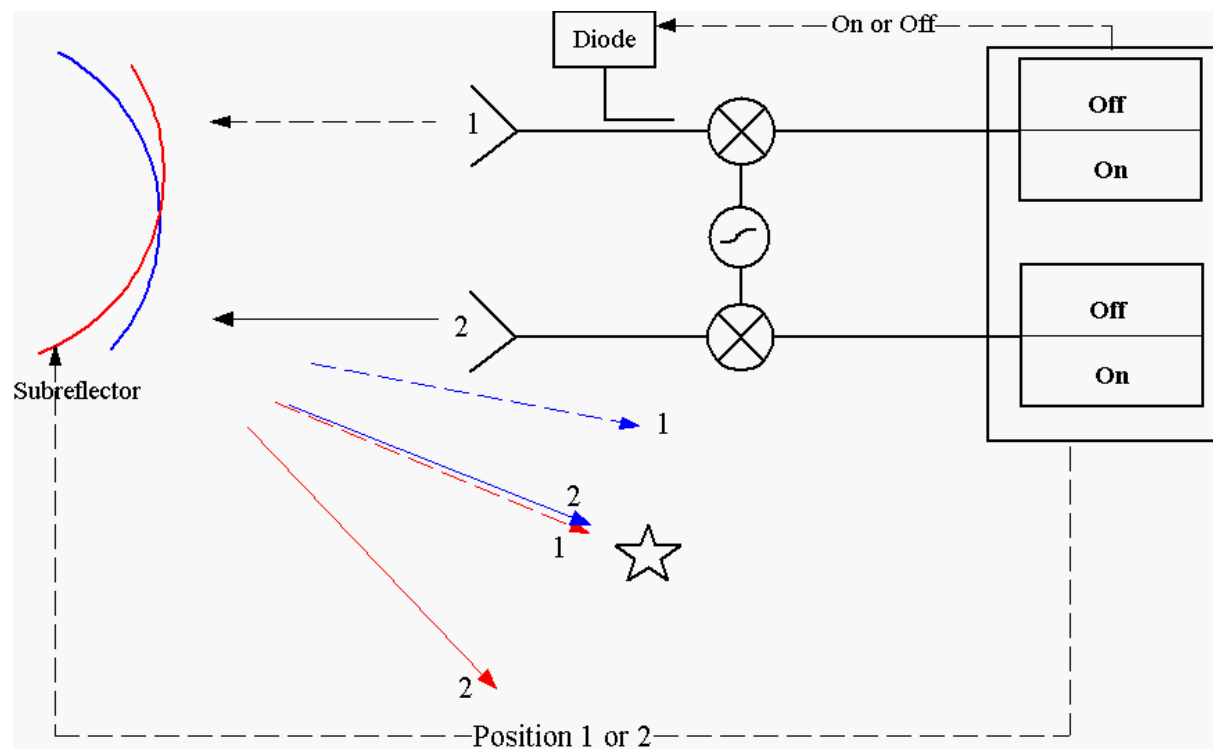 Diode
On or Off
Off
On
1
Off
On
2
Subreflector
1
2
1
2
Position 1 or 2